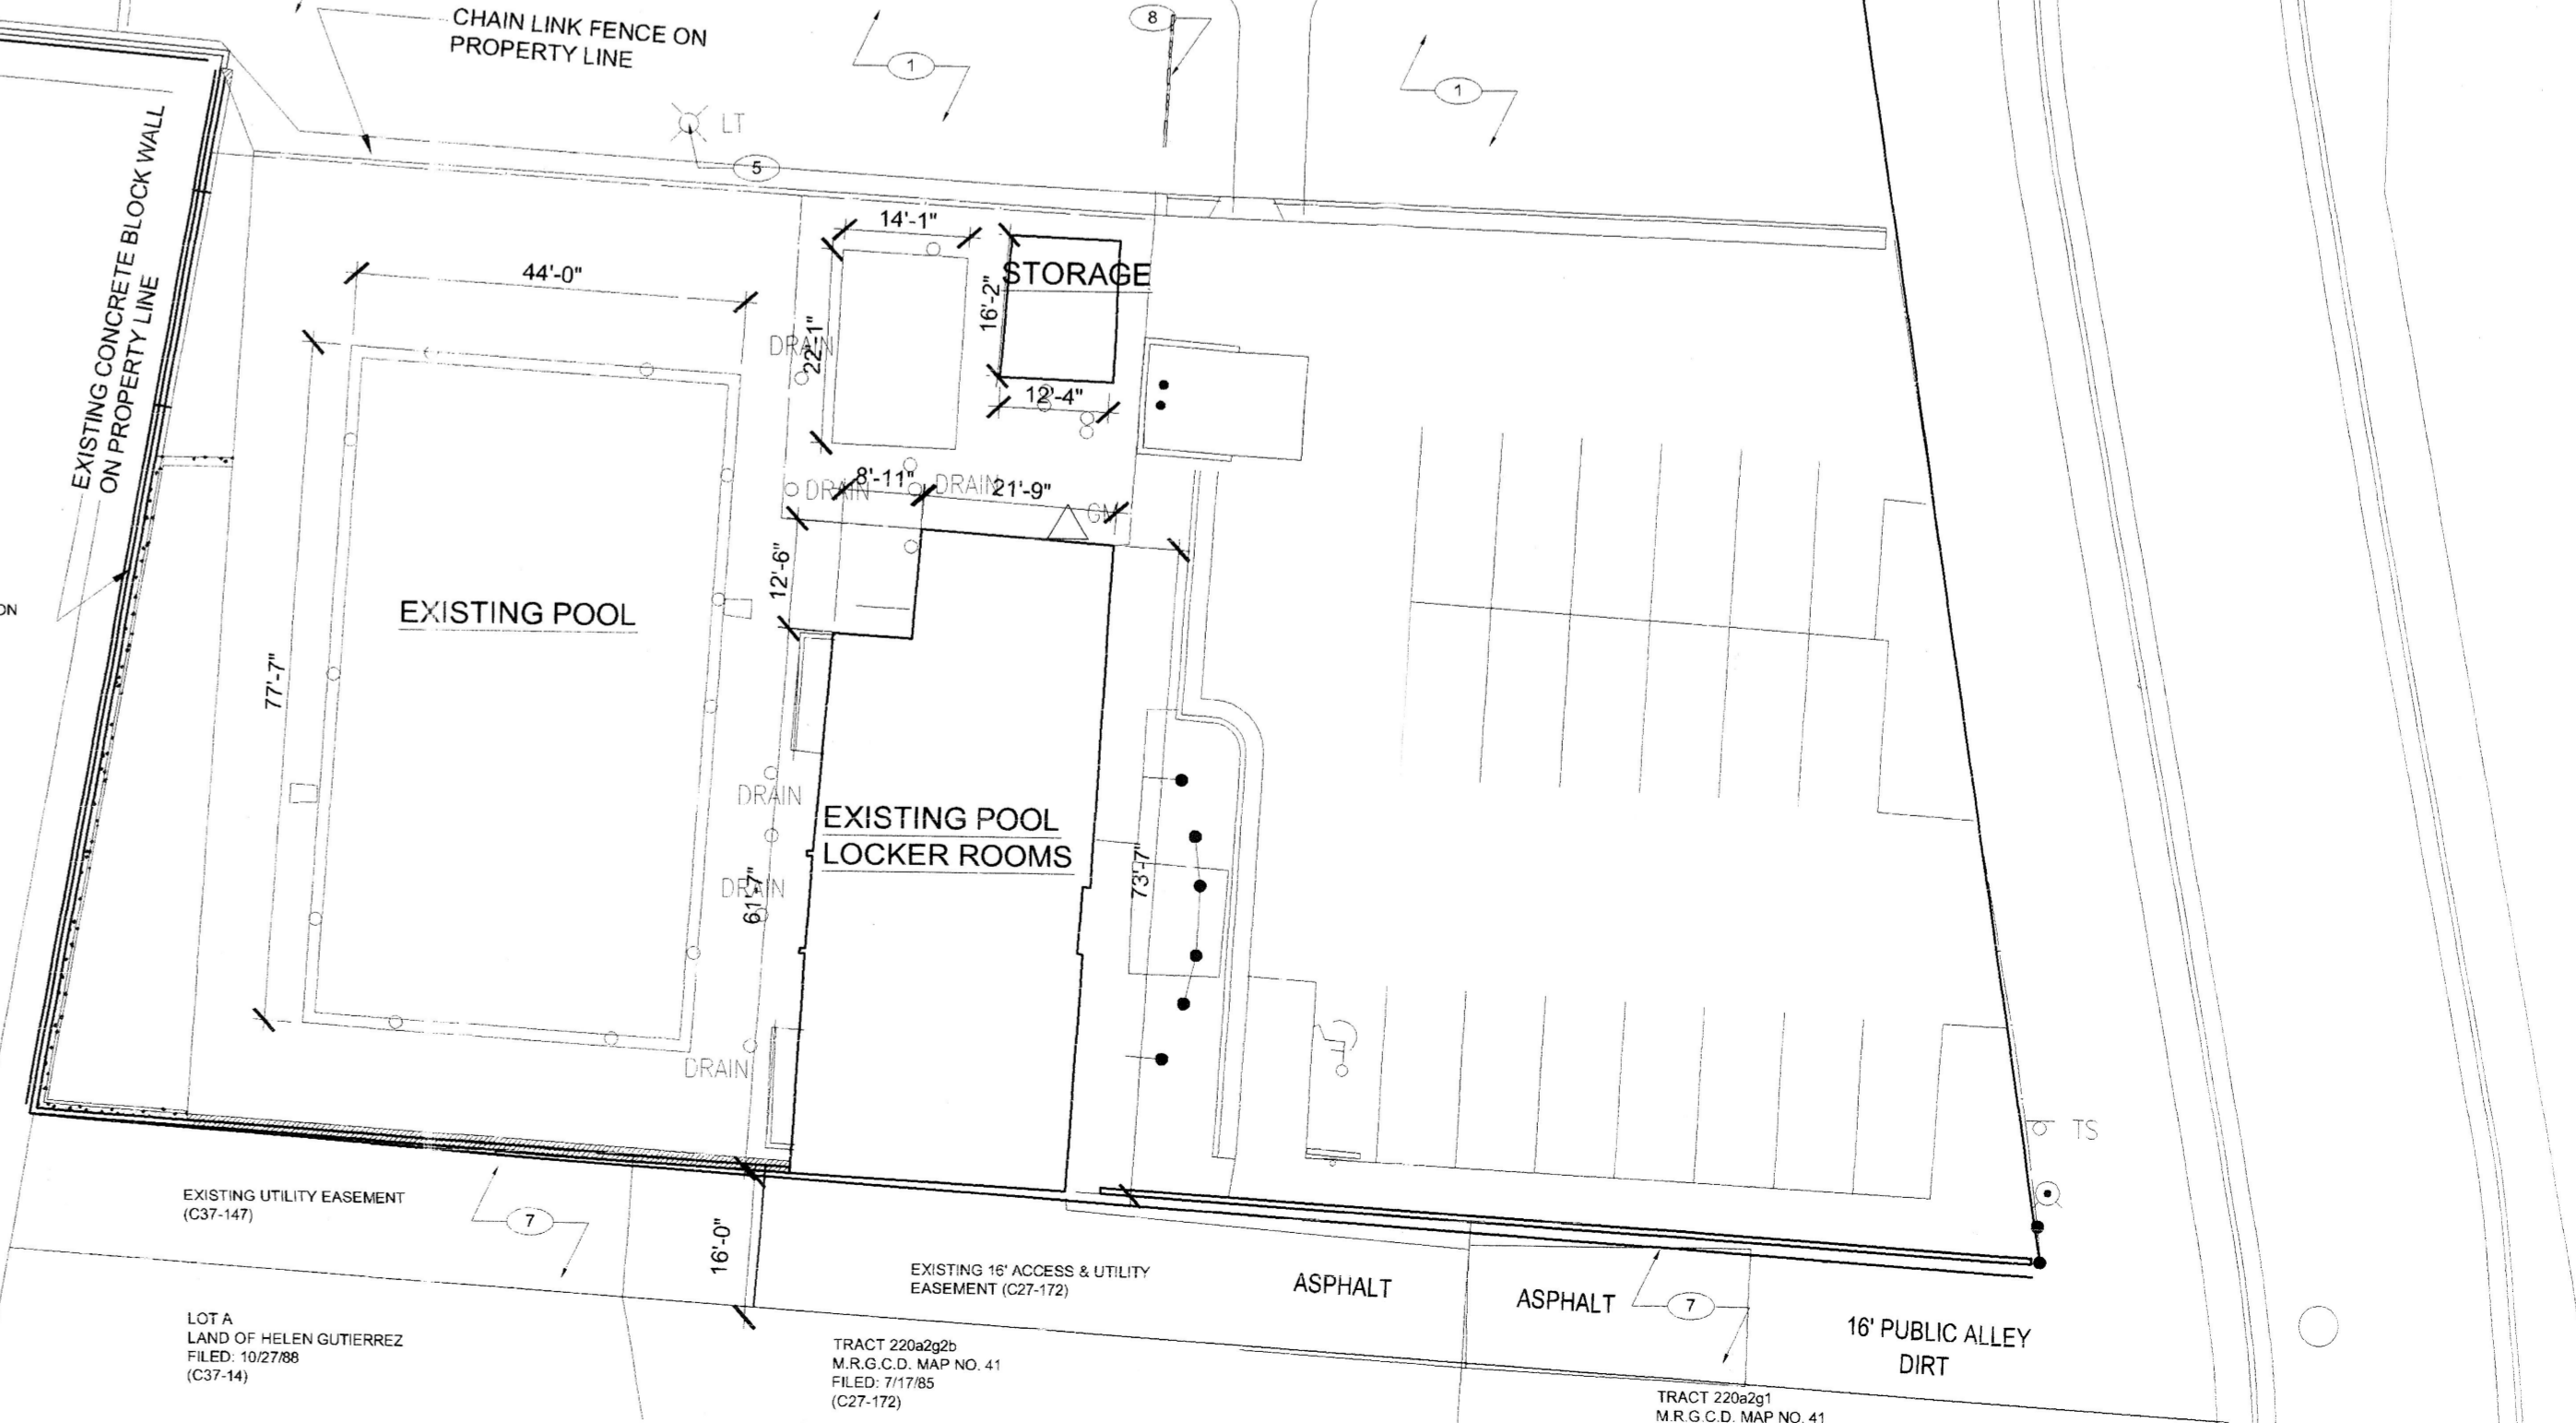 CHAIN LINK FENCE ON
PROPERTY LINE
8
1
1
LT
5
EXISTING CONCRETE BLOCK WALL
ON PROPERTY LINE
14'-1"
44'-0"
STORAGE
16'-2"
22'-1"
DRAIN
12'-4"
8'-11"
DRAIN
DRAIN
21'-9"
GM
12'-6"
ON
EXISTING POOL
77'-7"
DRAIN
EXISTING POOL
LOCKER ROOMS
73'-7"
DRAIN
61'-7"
DRAIN
TS
EXISTING UTILITY EASEMENT
(C37-147)
7
16'-0"
EXISTING 16' ACCESS & UTILITY
EASEMENT (C27-172)
ASPHALT
ASPHALT
7
16' PUBLIC ALLEY
DIRT
LOT A
LAND OF HELEN GUTIERREZ
FILED: 10/27/88
(C37-14)
TRACT 220a2g2b
M.R.G.C.D. MAP NO. 41
FILED: 7/17/85
(C27-172)
TRACT 220a2g1
M.R.G.C.D. MAP NO. 41